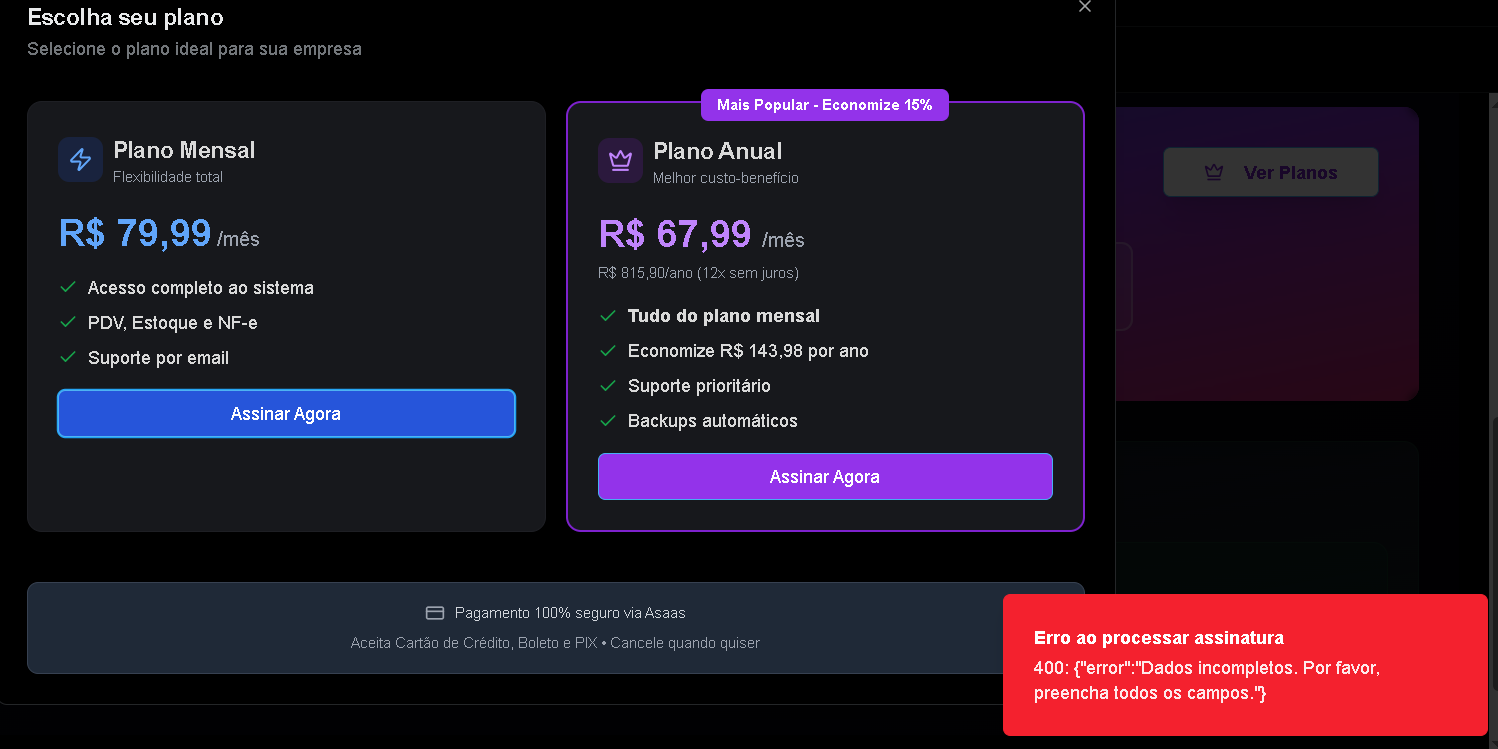 Escolha seu plano
Selecione o plano ideal para sua empresa
Plano Mensal
Flexibilidade total
R$ 79,99 /mês
Acesso completo ao sistema
PDV, Estoque e NF-e
Suporte por email
Assinar Agora
Mais Popular - Economize 15%
Plano Anual
Melhor custo-benefício
R$ 67,99 /mês
R$ 815,90/ano (12x sem juros)
Tudo do plano mensal
Economize R$ 143,98 por ano
Suporte prioritário
Backups automáticos
Assinar Agora
Ver Planos
Pagamento 100% seguro via Asaas
Aceita Cartão de Crédito, Boleto e PIX • Cancele quando quiser
Erro ao processar assinatura
400: {"error":"Dados incompletos. Por favor,
preencha todos os campos."}